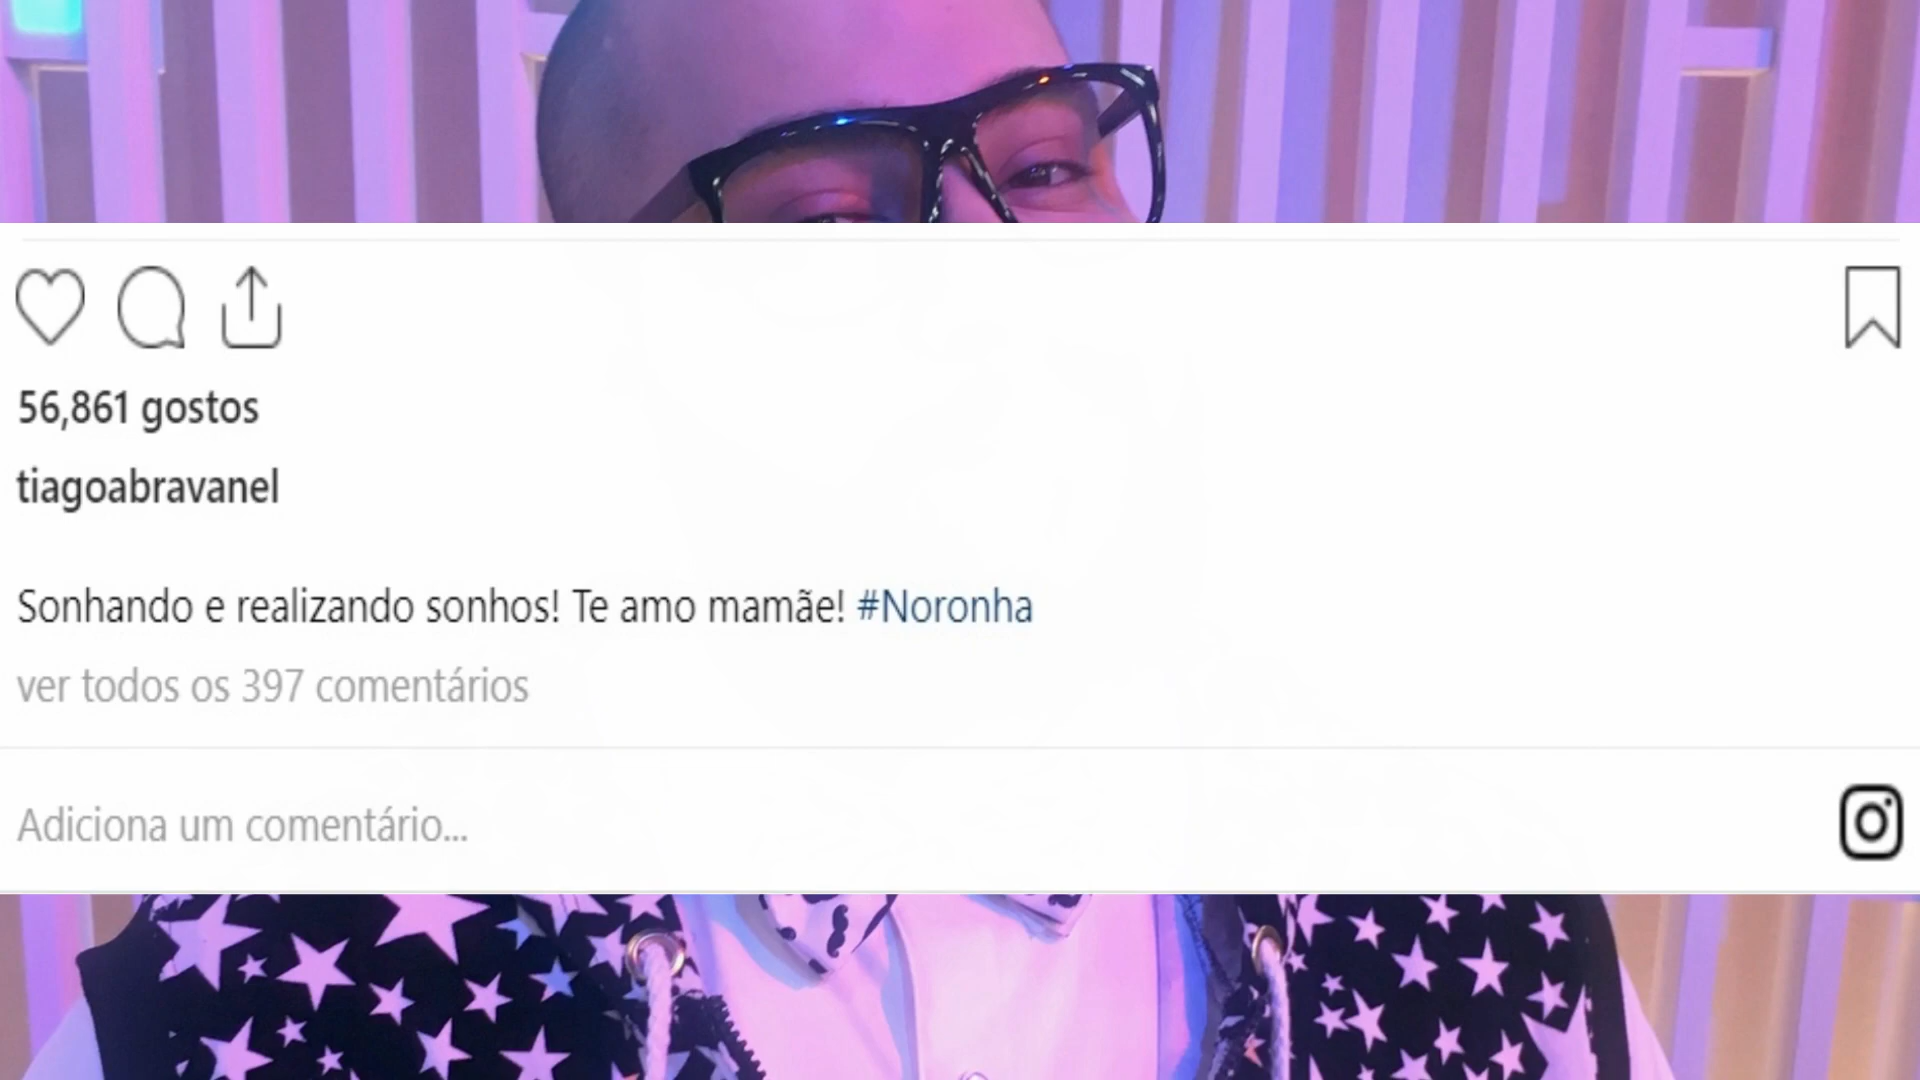 56,861 gostos
tiagoabravanel
Sonhando e realizando sonhos! Te amo mamãe! #Noronha
ver todos os 397 comentários
Adiciona um comentário...